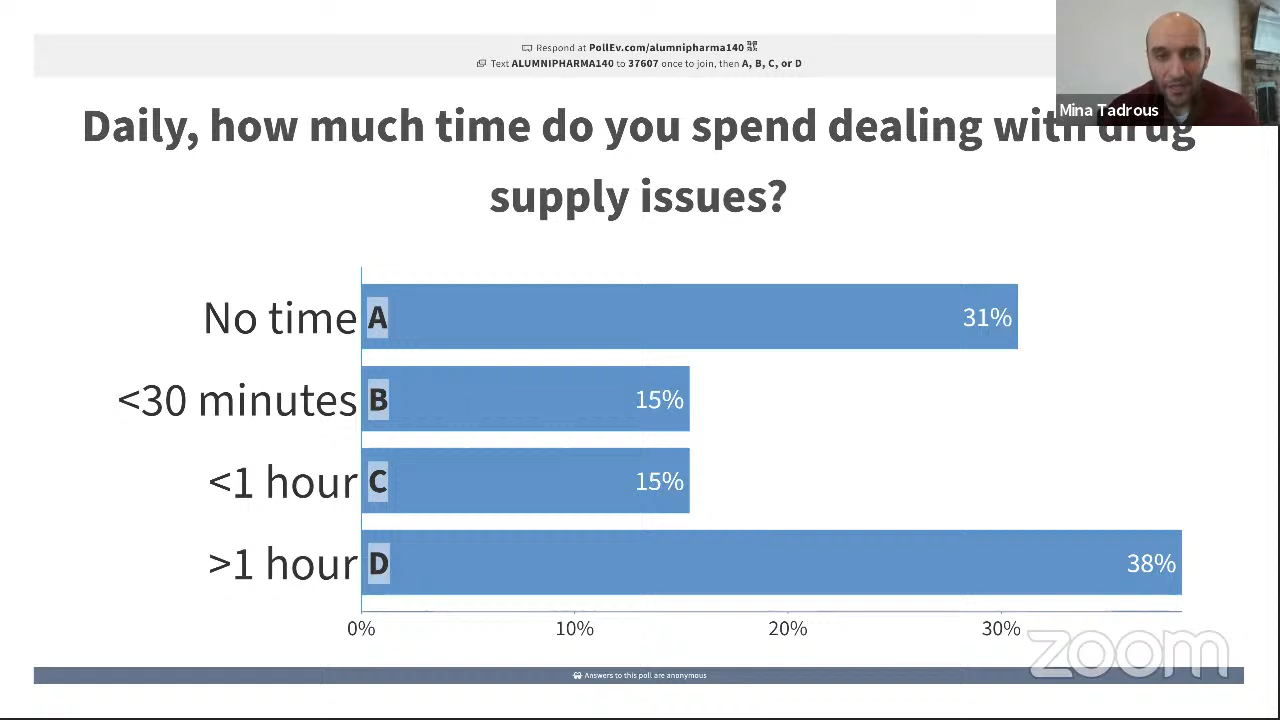 Respond at PollEv.com/alumnipharma140
Text ALUMNIPHARMA140 to 37607 once to join, then A, B, C, or D
Mina Tadrous
Daily, how much time do you spend dealing with drug
supply issues?
No time A 31%
<30 minutes B 15%
<1 hour C 15%
>1 hour D 38%
0% 10% 20% 30%
zoom
Answers to this poll are anonymous